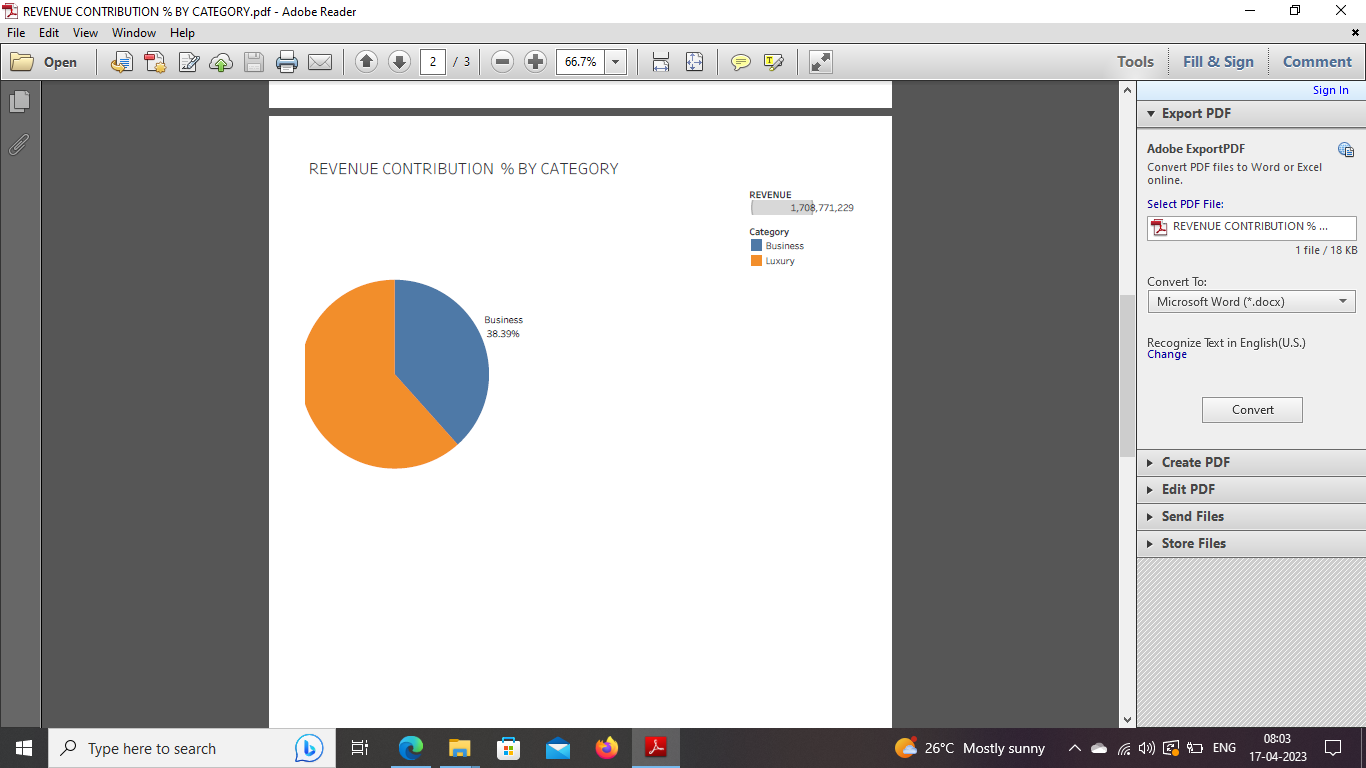 REVENUE CONTRIBUTION % BY CATEGORY.pdf - Adobe Reader
File Edit View Window Help
Open 2 / 3 66.7% Tools Fill & Sign Comment
Sign In
Export PDF
Adobe ExportPDF
Convert PDF files to Word or Excel
online.
Select PDF File:
REVENUE CONTRIBUTION % ...
1 file / 18 KB
Convert To:
Microsoft Word (*.docx)
Recognize Text in English(U.S.)
Change
Convert
Create PDF
Edit PDF
Send Files
Store Files
REVENUE CONTRIBUTION % BY CATEGORY
REVENUE
1,708,771,229
Category
Business
Luxury
Business
38.39%
Type here to search
26°C Mostly sunny
ENG
08:03
17-04-2023